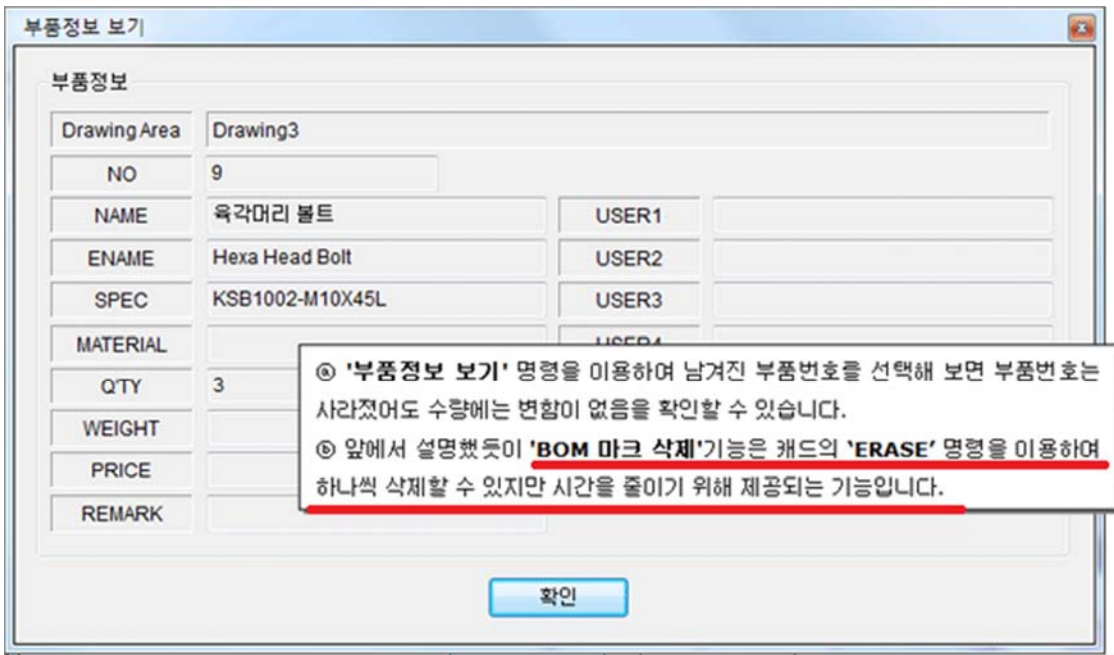 부품정보 보기
부품정보
Drawing Area Drawing3
NO 9
NAME 육각머리 볼트 USER1
ENAME Hexa Head Bolt USER2
SPEC KSB1002-M10X45L USER3
MATERIAL USER4
Q'TY 3
WEIGHT
PRICE
REMARK
ⓐ '부품정보 보기' 명령을 이용하여 남겨진 부품번호를 선택해 보면 부품번호는
사라졌어도 수량에는 변함이 없음을 확인할 수 있습니다.
ⓑ 앞에서 설명했듯이 'BOM 마크 삭제'기능은 캐드의 ‘ERASE’ 명령을 이용하여
하나씩 삭제할 수 있지만 시간을 줄이기 위해 제공되는 기능입니다.
확인